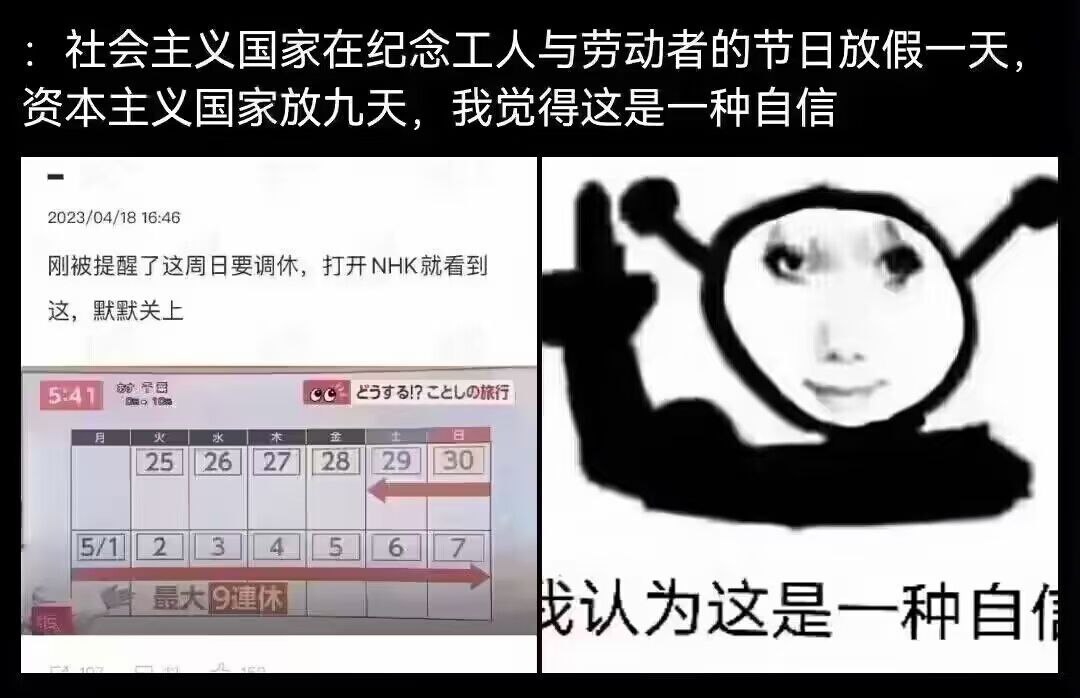 ：社会主义国家在纪念工人与劳动者的节日放假一天，
资本主义国家放九天，我觉得这是一种自信
2023/04/18 16:46
刚被提醒了这周日要调休，打开NHK就看到
这，默默关上
5:41
どうする!? ことしの旅行
月 火 水 木 金 土 日
25 26 27 28 29 30
5/1 2 3 4 5 6 7
最大9連休
我认为这是一种自信